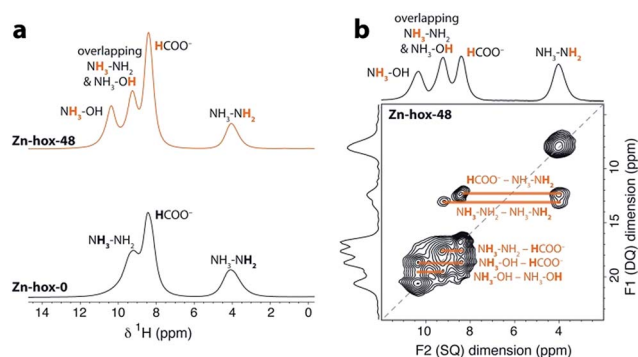 a
overlapping
NH₃-NH₂
& NH₃-OH
HCOO⁻
NH₃-OH
NH₃-NH₂
Zn-hox-48
HCOO⁻
NH₃-NH₂
NH₃-NH₂
Zn-hox-0
14 12 10 8 6 4 2 0
δ ¹H (ppm)
b
overlapping
NH₃-NH₂
& NH₃-OH
HCOO⁻
NH₃-OH
NH₃-NH₂
Zn-hox-48
HCOO⁻ – NH₃-NH₂
NH₃-NH₂ – NH₃-NH₂
NH₃-NH₂ – HCOO⁻
NH₃-OH – HCOO⁻
NH₃-OH – NH₃-OH
10
15
20
F1 (DQ) dimension (ppm)
10 8 6 4 2
F2 (SQ) dimension (ppm)